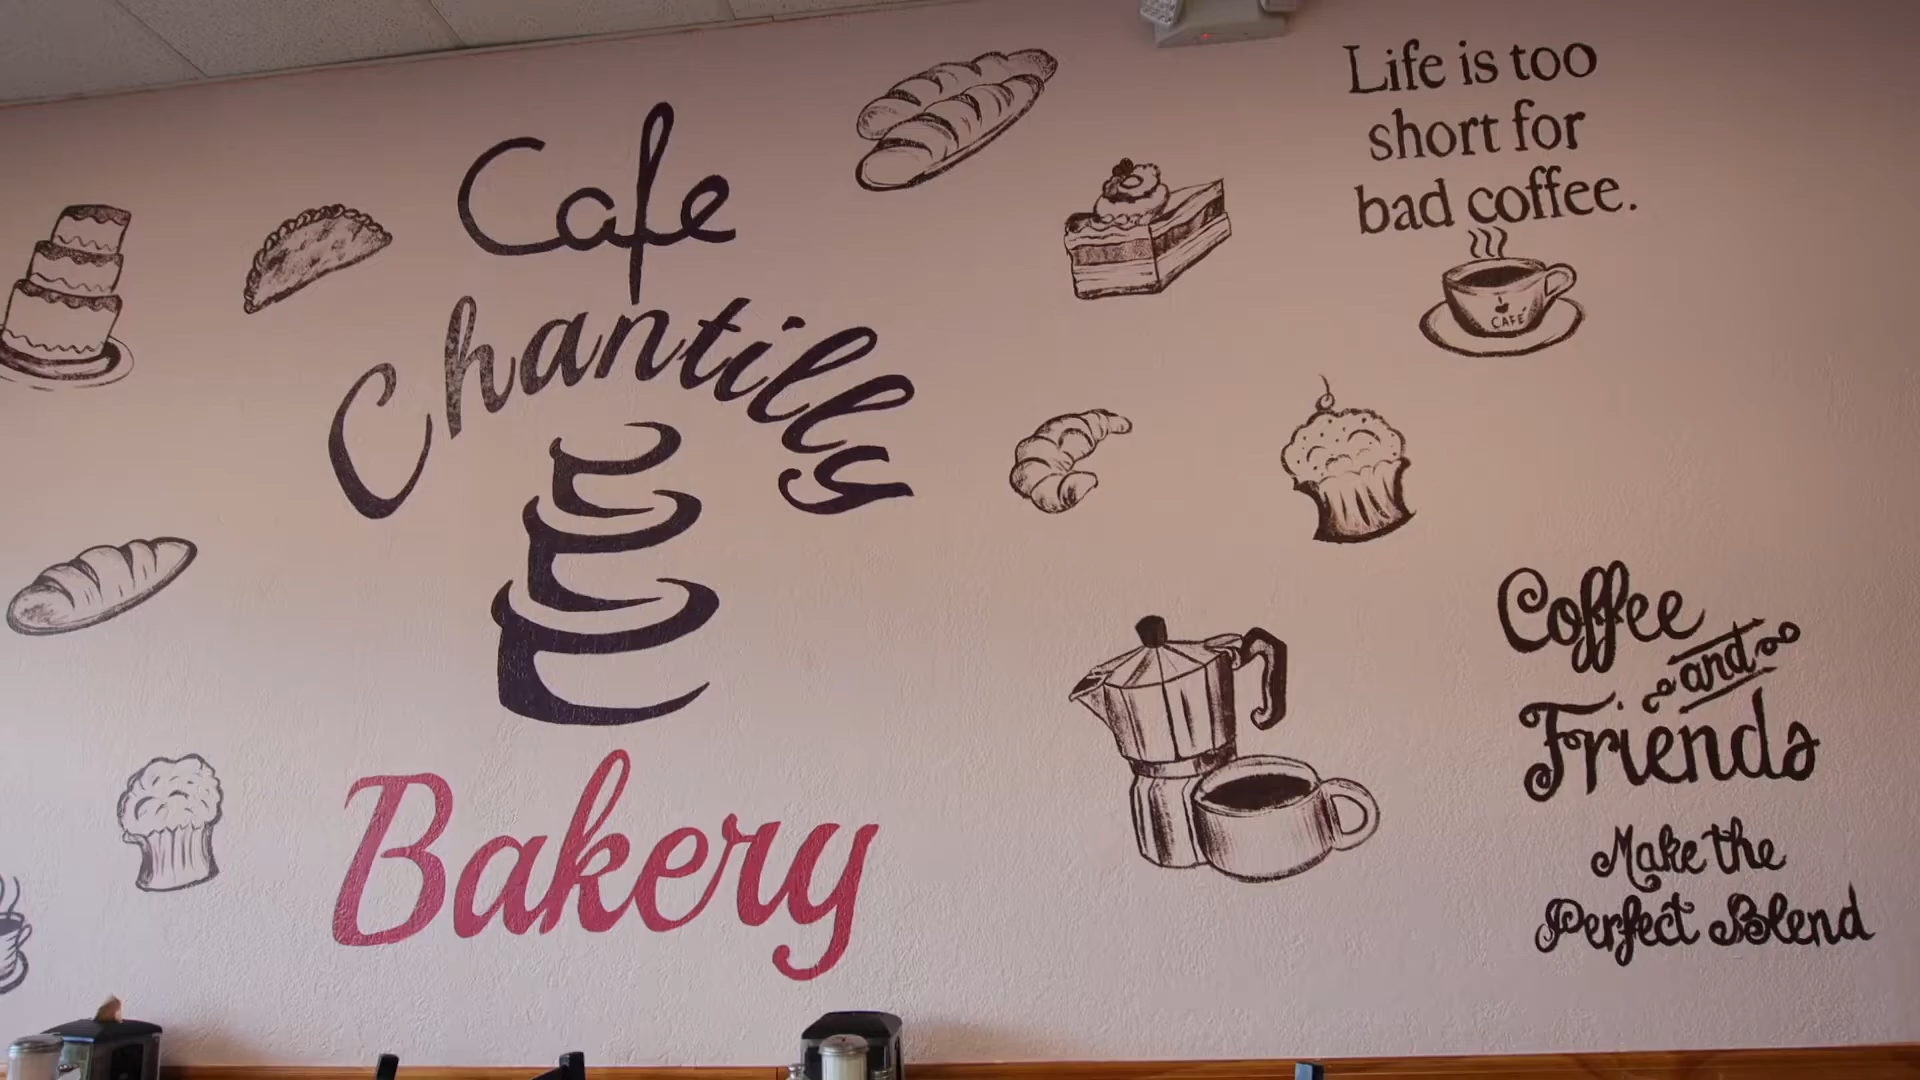 Cafe
Chantilly
Bakery
Life is too
short for
bad coffee.
CAFE
Coffee
and
Friends
Make the
Perfect Blend